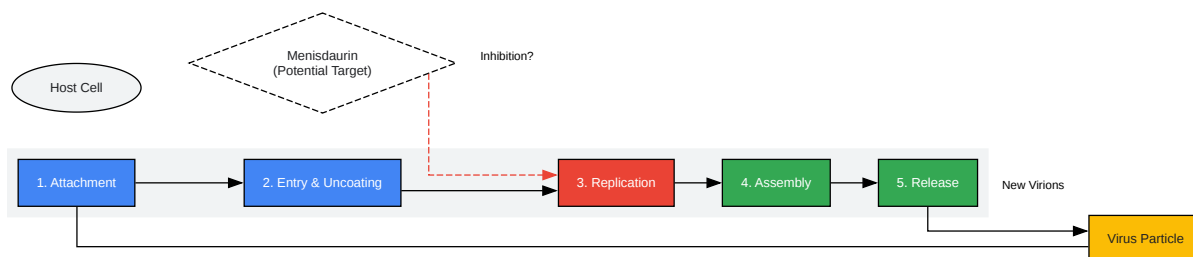 Menisdaurin
(Potential Target)
Inhibition?
Host Cell
1. Attachment
2. Entry & Uncoating
3. Replication
4. Assembly
5. Release
New Virions
Virus Particle